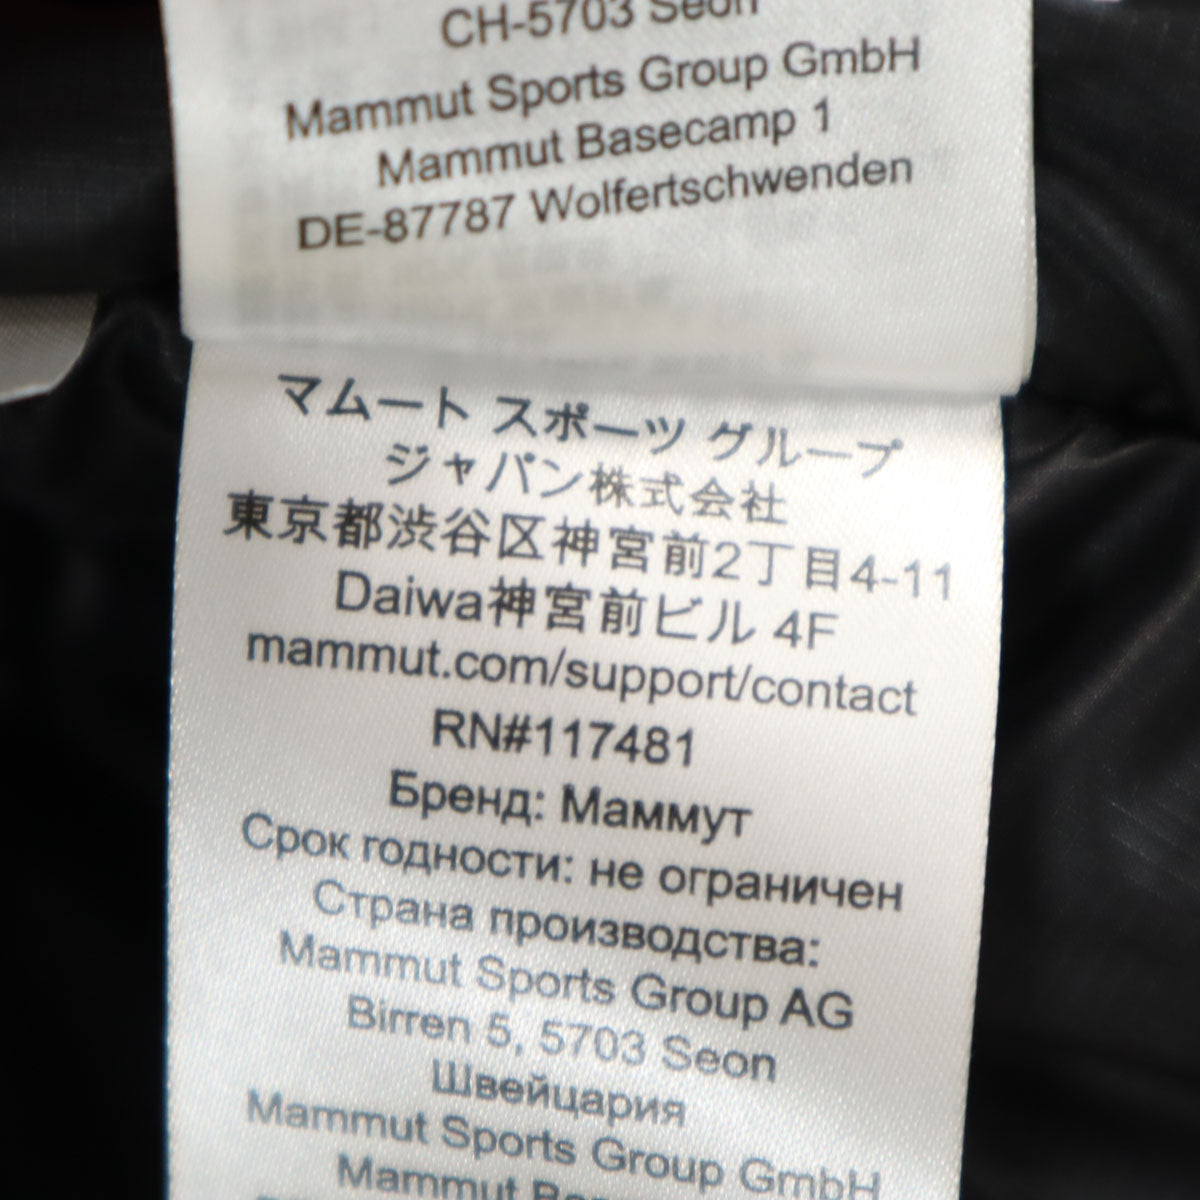 CH-5703 Seon
Mammut Sports Group GmbH
Mammut Basecamp 1
DE-87787 Wolfertschwenden
マムート スポーツ グループ
ジャパン株式会社
東京都渋谷区神宮前2丁目4-11
Daiwa神宮前ビル 4F
mammut.com/support/contact
RN#117481
Бренд: Маммут
Срок годности: не ограничен
Страна производства:
Mammut Sports Group AG
Birren 5, 5703 Seon
Швейцария
Mammut Sports Group GmbH
Mammut